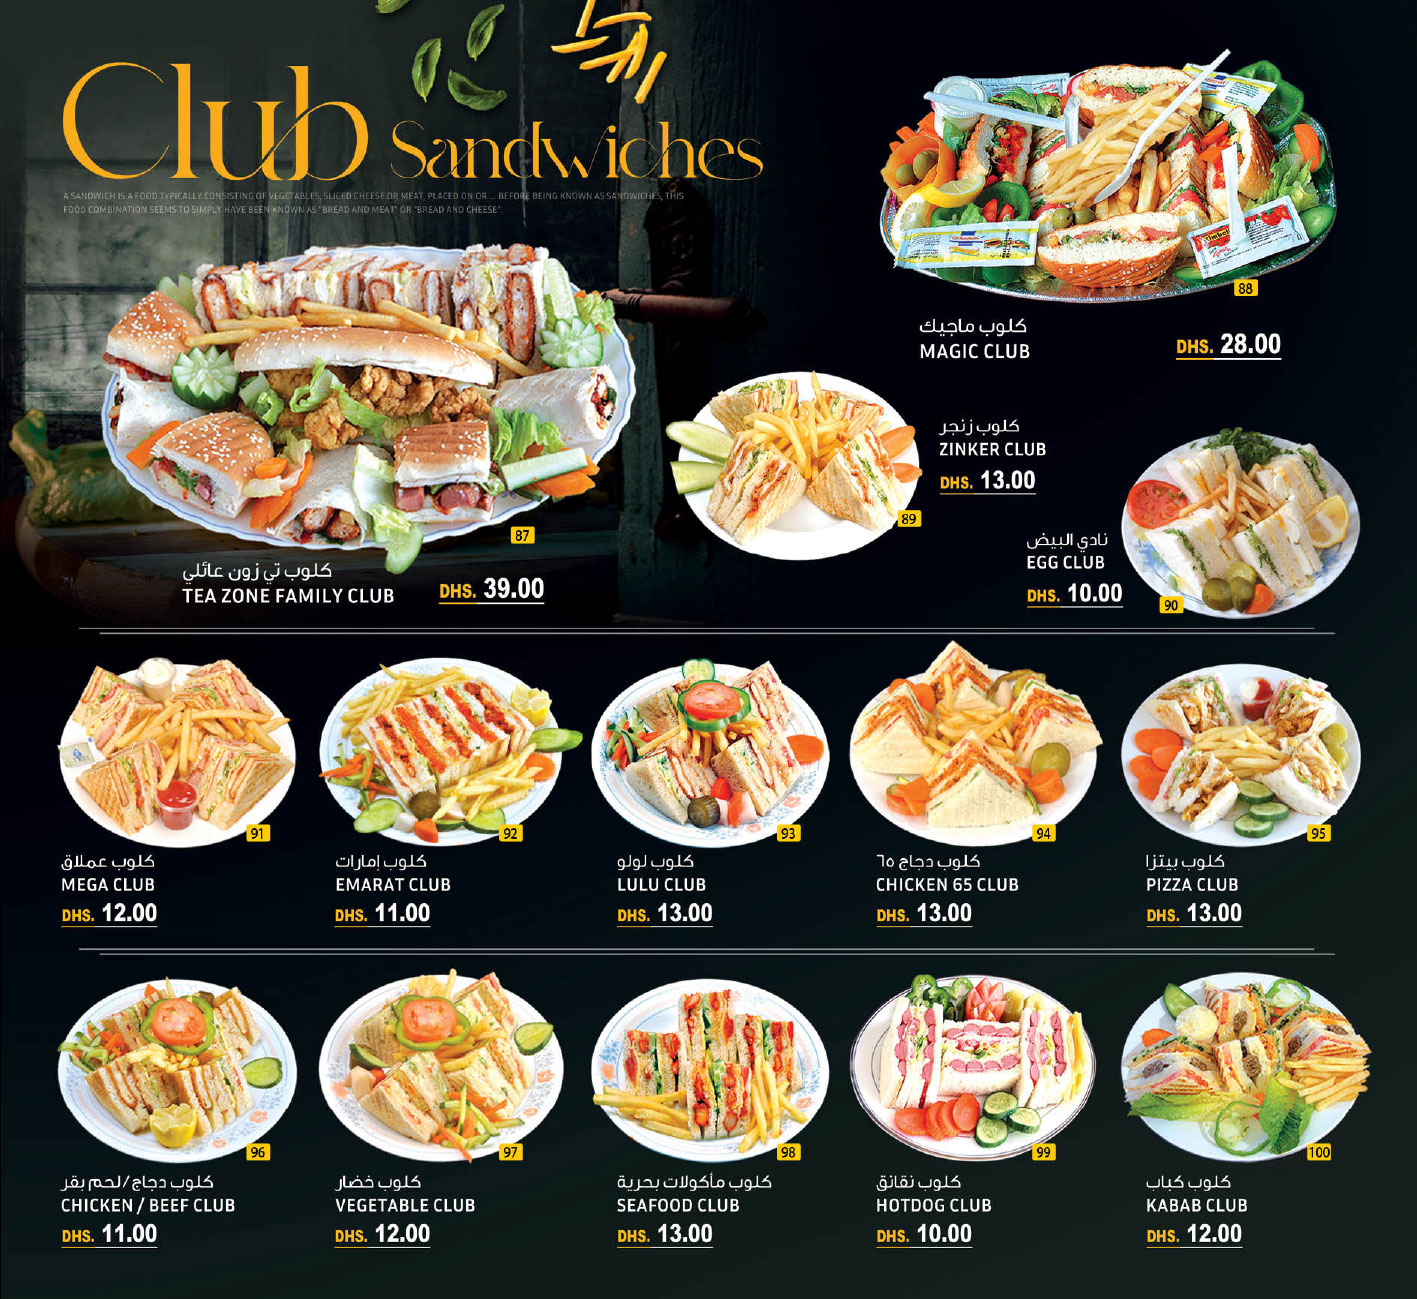 Club Sandwiches
A SANDWICH IS A FOOD TYPICALLY CONSISTING OF VEGETABLES, SLICED CHEESE OR MEAT, PLACED ON OR ... BEFORE BEING KNOWN AS SANDWICHES, THIS
FOOD COMBINATION SEEMS TO SIMPLY HAVE BEEN KNOWN AS "BREAD AND MEAT" OR "BREAD AND CHEESE".
88
كلوب ماجيك
MAGIC CLUB
DHS. 28.00
87
كلوب تي زون عائلي
TEA ZONE FAMILY CLUB
DHS. 39.00
89
كلوب زنجر
ZINKER CLUB
DHS. 13.00
نادي البيض
EGG CLUB
DHS. 10.00
90
91
كلوب عملاق
MEGA CLUB
DHS. 12.00
92
كلوب إمارات
EMARAT CLUB
DHS. 11.00
93
كلوب لولو
LULU CLUB
DHS. 13.00
94
كلوب دجاج ٦٥
CHICKEN 65 CLUB
DHS. 13.00
95
كلوب بيتزا
PIZZA CLUB
DHS. 13.00
96
كلوب دجاج/لحم بقر
CHICKEN / BEEF CLUB
DHS. 11.00
97
كلوب خضار
VEGETABLE CLUB
DHS. 12.00
98
كلوب مأكولات بحرية
SEAFOOD CLUB
DHS. 13.00
99
كلوب نقانق
HOTDOG CLUB
DHS. 10.00
100
كلوب كباب
KABAB CLUB
DHS. 12.00